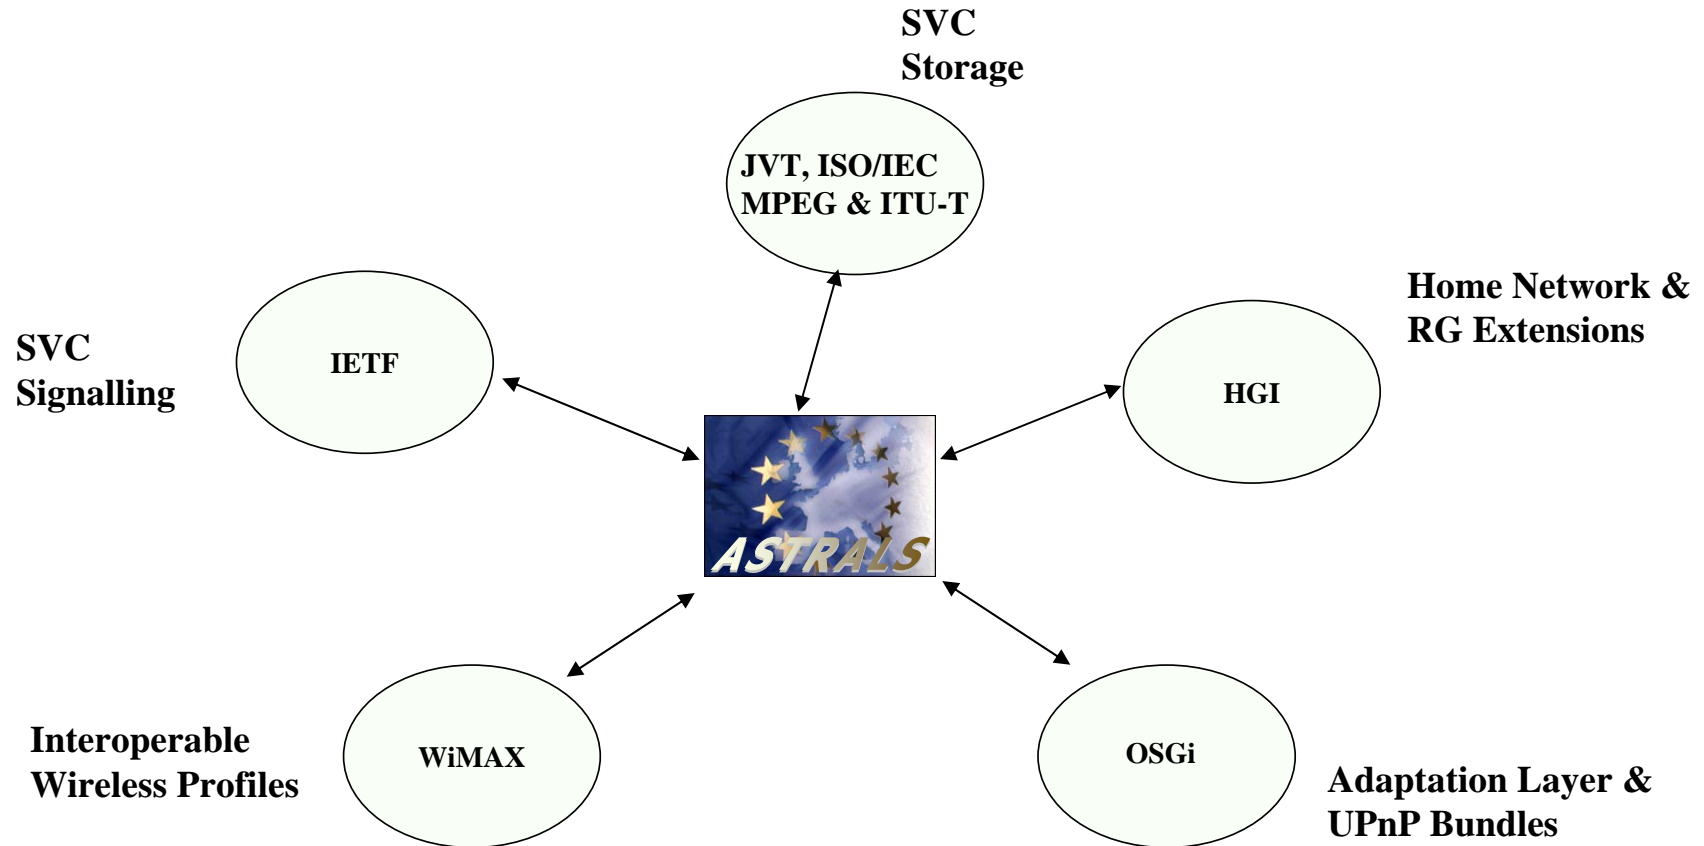 SVC
Storage
JVT, ISO/IEC
MPEG & ITU-T
Home Network &
RG Extensions
HGI
SVC
Signalling
IETF
ASTRALS
Interoperable
Wireless Profiles
WiMAX
OSGi
Adaptation Layer &
UPnP Bundles